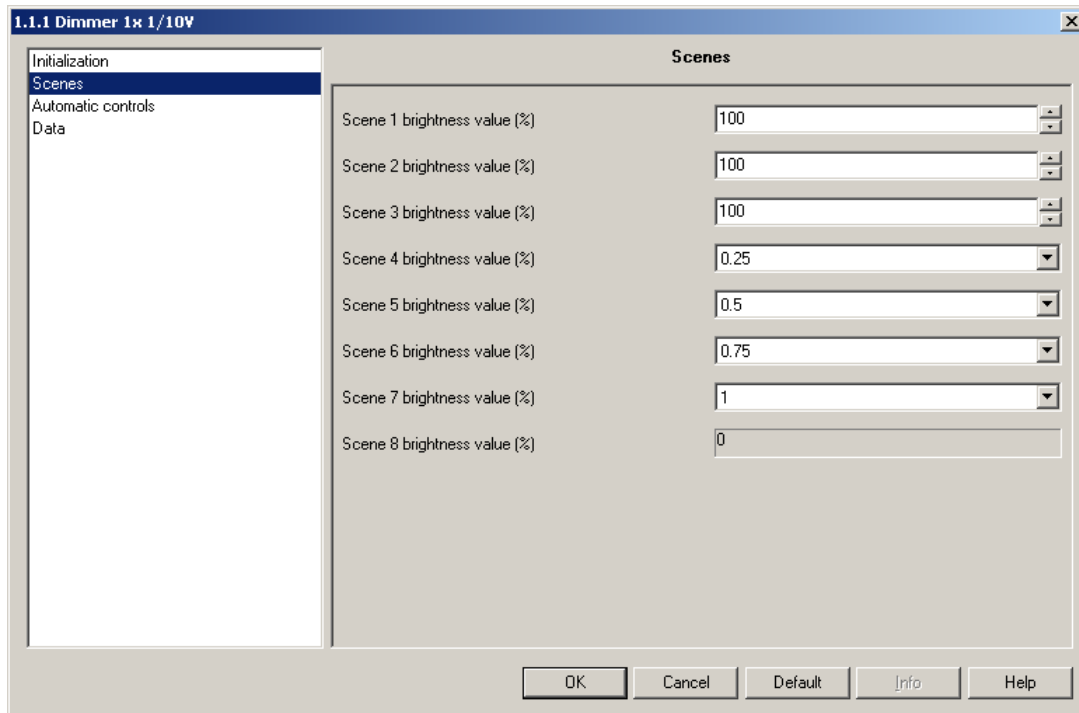 1.1.1 Dimmer 1x 1/10V
Initialization
Scenes
Automatic controls
Data
Scenes
Scene 1 brightness value (%) 100
Scene 2 brightness value (%) 100
Scene 3 brightness value (%) 100
Scene 4 brightness value (%) 0.25
Scene 5 brightness value (%) 0.5
Scene 6 brightness value (%) 0.75
Scene 7 brightness value (%) 1
Scene 8 brightness value (%) 0
OK Cancel Default Info Help